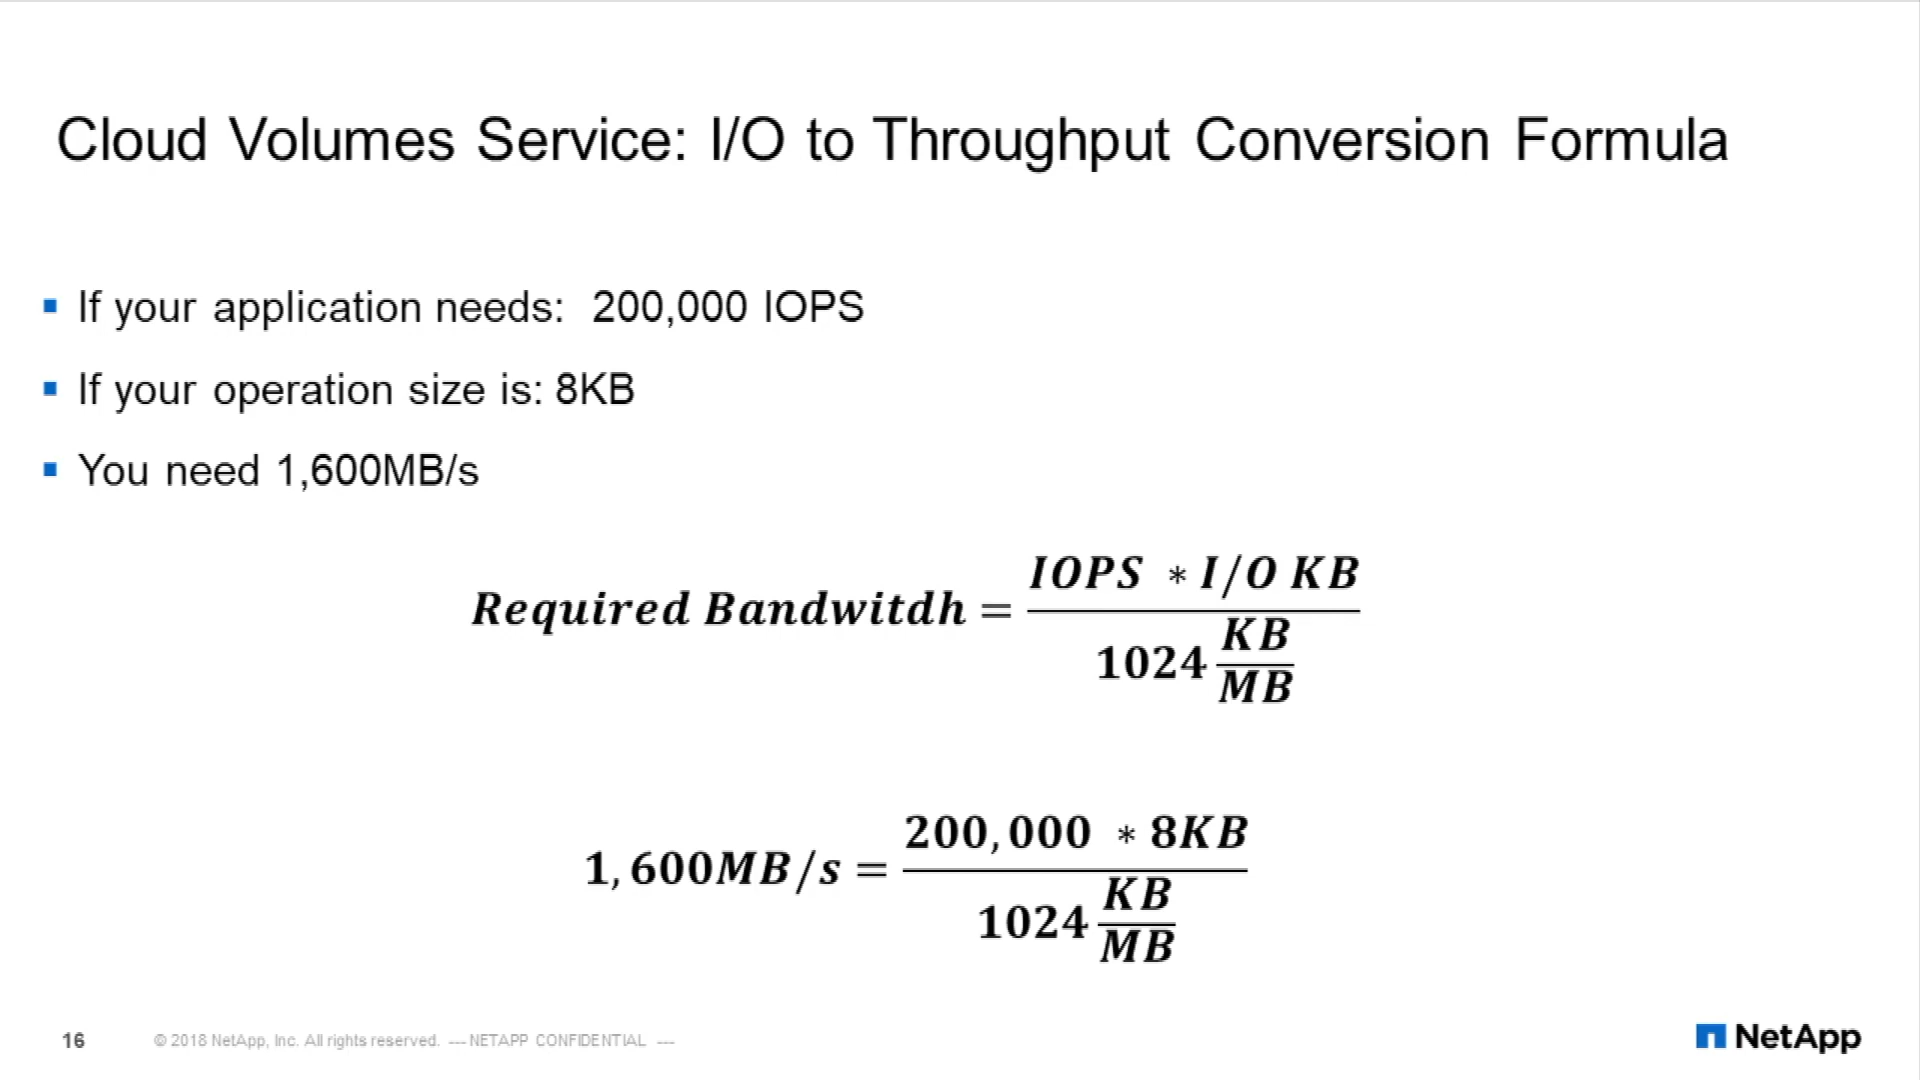 Cloud Volumes Service: I/O to Throughput Conversion Formula
If your application needs: 200,000 IOPS
If your operation size is: 8KB
You need 1,600MB/s
Required Bandwitdh = IOPS * I/O KB / 1024 KB/MB
1,600MB/s = 200,000 * 8KB / 1024 KB/MB
16 © 2018 NetApp, Inc. All rights reserved. --- NETAPP CONFIDENTIAL ---
NetApp